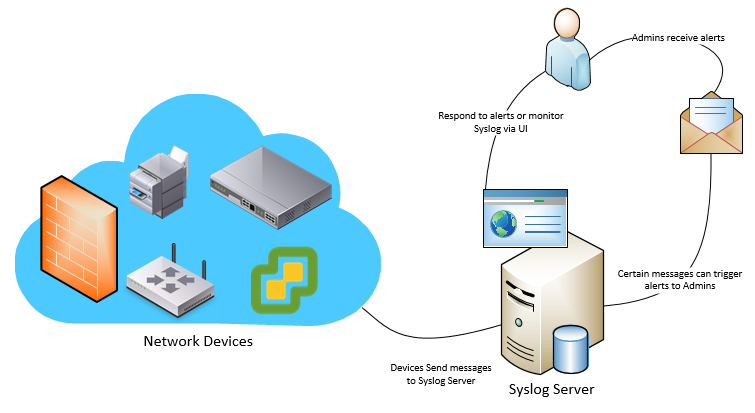 Admins receive alerts
Respond to alerts or monitor
Syslog via UI
Certain messages can trigger
alerts to Admins
Network Devices
Devices Send messages
to Syslog Server
Syslog Server